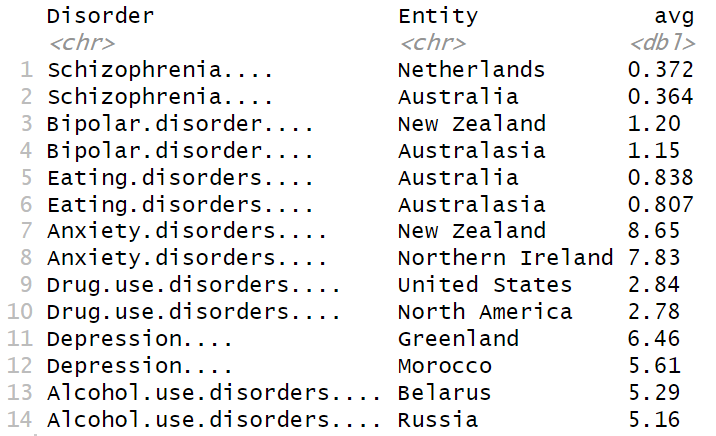 Disorder Entity avg
<chr> <chr> <dbl>
1 Schizophrenia.... Netherlands 0.372
2 Schizophrenia.... Australia 0.364
3 Bipolar.disorder.... New Zealand 1.20
4 Bipolar.disorder.... Australasia 1.15
5 Eating.disorders.... Australia 0.838
6 Eating.disorders.... Australasia 0.807
7 Anxiety.disorders.... New Zealand 8.65
8 Anxiety.disorders.... Northern Ireland 7.83
9 Drug.use.disorders.... United States 2.84
10 Drug.use.disorders.... North America 2.78
11 Depression.... Greenland 6.46
12 Depression.... Morocco 5.61
13 Alcohol.use.disorders.... Belarus 5.29
14 Alcohol.use.disorders.... Russia 5.16